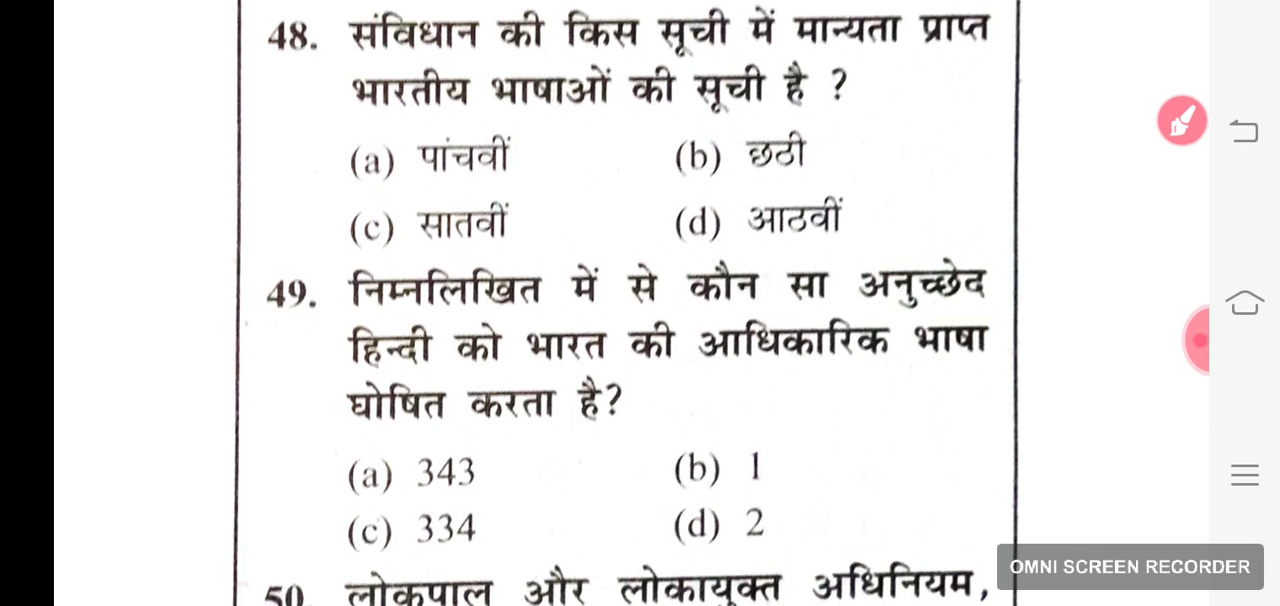 48. संविधान की किस सूची में मान्यता प्राप्त
भारतीय भाषाओं की सूची है ?
(a) पांचवीं (b) छठी
(c) सातवीं (d) आठवीं
49. निम्नलिखित में से कौन सा अनुच्छेद
हिन्दी को भारत की आधिकारिक भाषा
घोषित करता है?
(a) 343 (b) 1
(c) 334 (d) 2
50. लोकपाल और लोकायुक्त अधिनियम,
OMNI SCREEN RECORDER